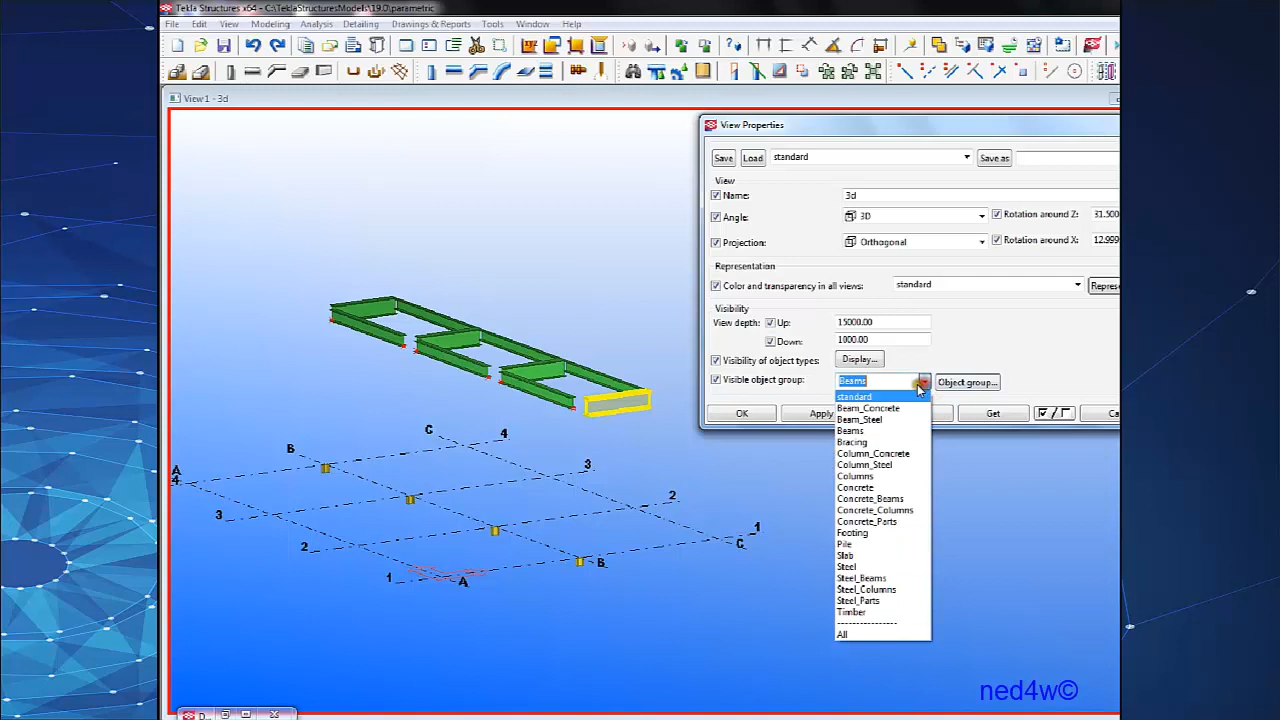 Tekla Structures x64 - C:\TeklaStructuresModels\19.0\parametric
File Edit View Modeling Analysis Detailing Drawings & Reports Tools Window Help
View 1 - 3d
View Properties
Save Load standard Save as
View
Name: 3d
Angle: 3D Rotation around Z: 31.500
Projection: Orthogonal Rotation around X: 12.999
Representation
Color and transparency in all views: standard Repres
Visibility
View depth: Up: 15000.00
Down: 1000.00
Visibility of object types: Display...
Visible object group: Beams Object group...
OK Apply Get Ca
standard
Beam_Concrete
Beam_Steel
Beams
Bracing
Column_Concrete
Column_Steel
Columns
Concrete
Concrete_Beams
Concrete_Columns
Concrete_Parts
Footing
Pile
Slab
Steel
Steel_Beams
Steel_Columns
Steel_Parts
Timber
----------------
All
C 4
B
A
4 3
3 2
2 1
C
B
1 A
D...
ned4w©